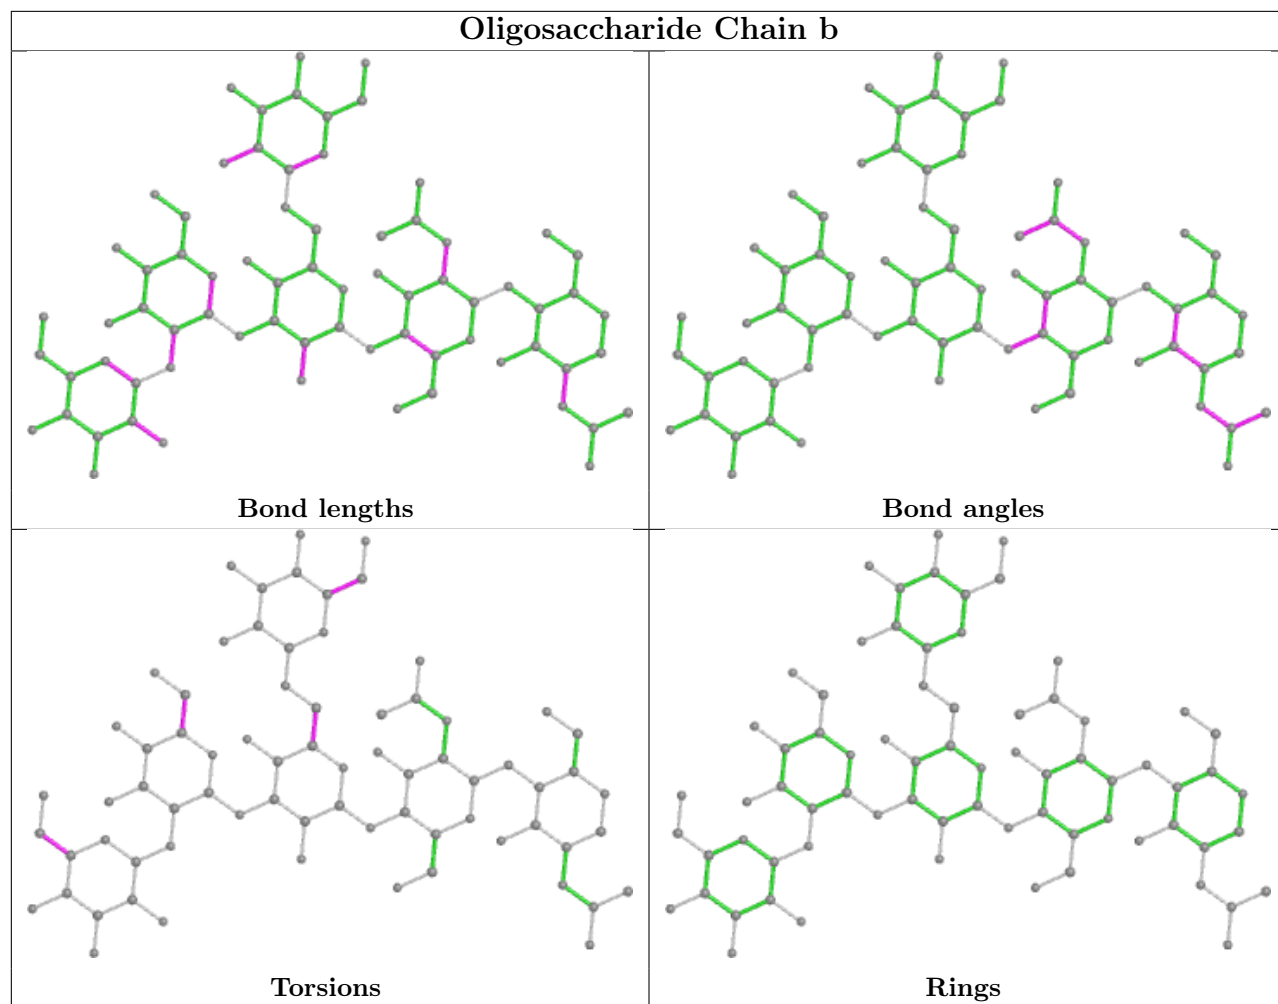 Oligosaccharide Chain b
Bond lengths
Bond angles
Torsions
Rings